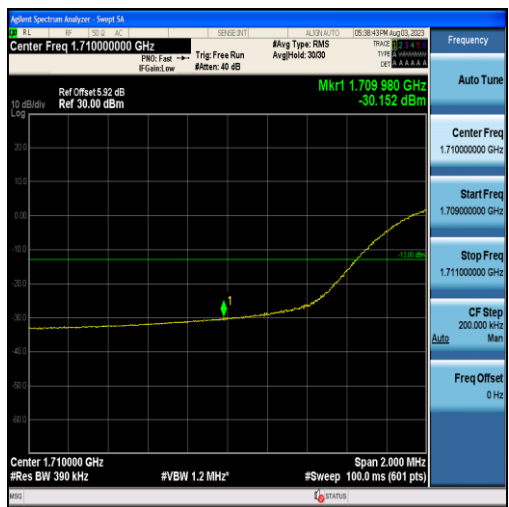 Agilent Spectrum Analyzer - Swept SA
RL RF 50 Ω AC SENSE:INT ALIGN AUTO 05:38:43PM Aug 03, 2023
Center Freq 1.710000000 GHz #Avg Type: RMS TRACE 1 2 3 4 5 6
PNO: Fast Trig: Free Run Avg|Hold: 30/30 TYPE A
IFGain:Low #Atten: 40 dB DET A A A A A A
Frequency
Auto Tune
Ref Offset 5.92 dB Mkr1 1.709 980 GHz
10 dB/div Ref 30.00 dBm -30.152 dBm
Log
20.0
10.0
0.00
-10.0
-13.00 dBm
-20.0
1
-30.0
-40.0
-50.0
-60.0
Center Freq
1.710000000 GHz
Start Freq
1.709000000 GHz
Stop Freq
1.711000000 GHz
CF Step
200.000 kHz
Auto Man
Freq Offset
0 Hz
Center 1.710000 GHz Span 2.000 MHz
#Res BW 390 kHz #VBW 1.2 MHz* #Sweep 100.0 ms (601 pts)
MSG STATUS